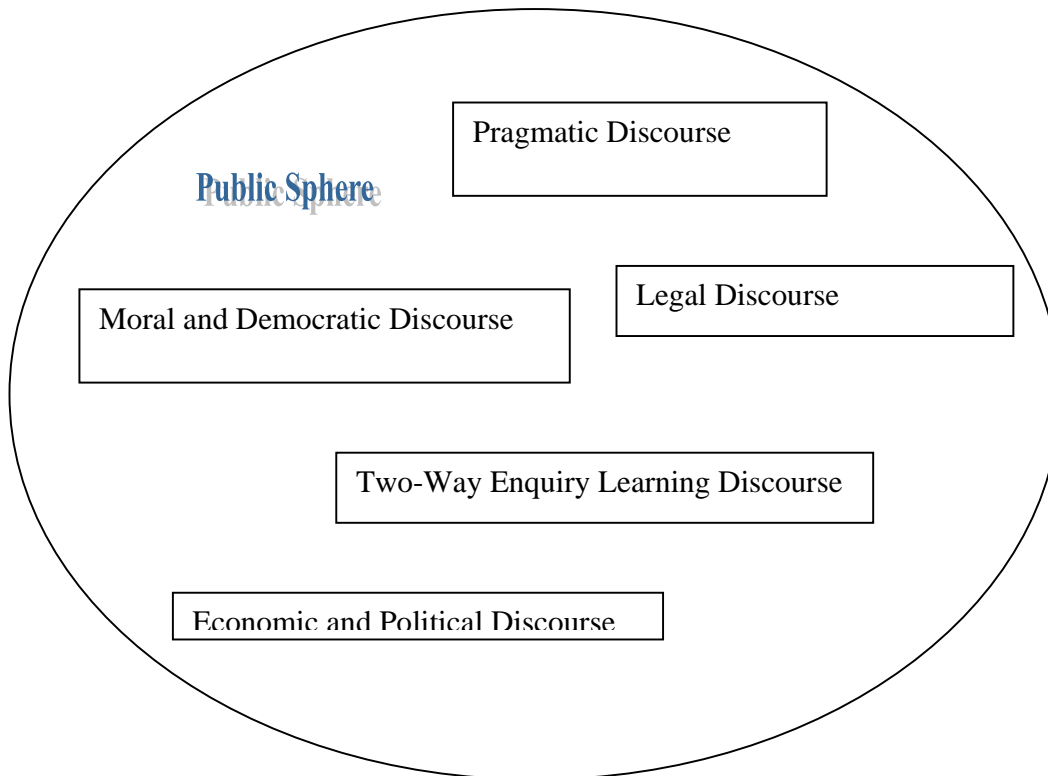 Pragmatic Discourse
Public Sphere
Legal Discourse
Moral and Democratic Discourse
Two-Way Enquiry Learning Discourse
Economic and Political Discourse